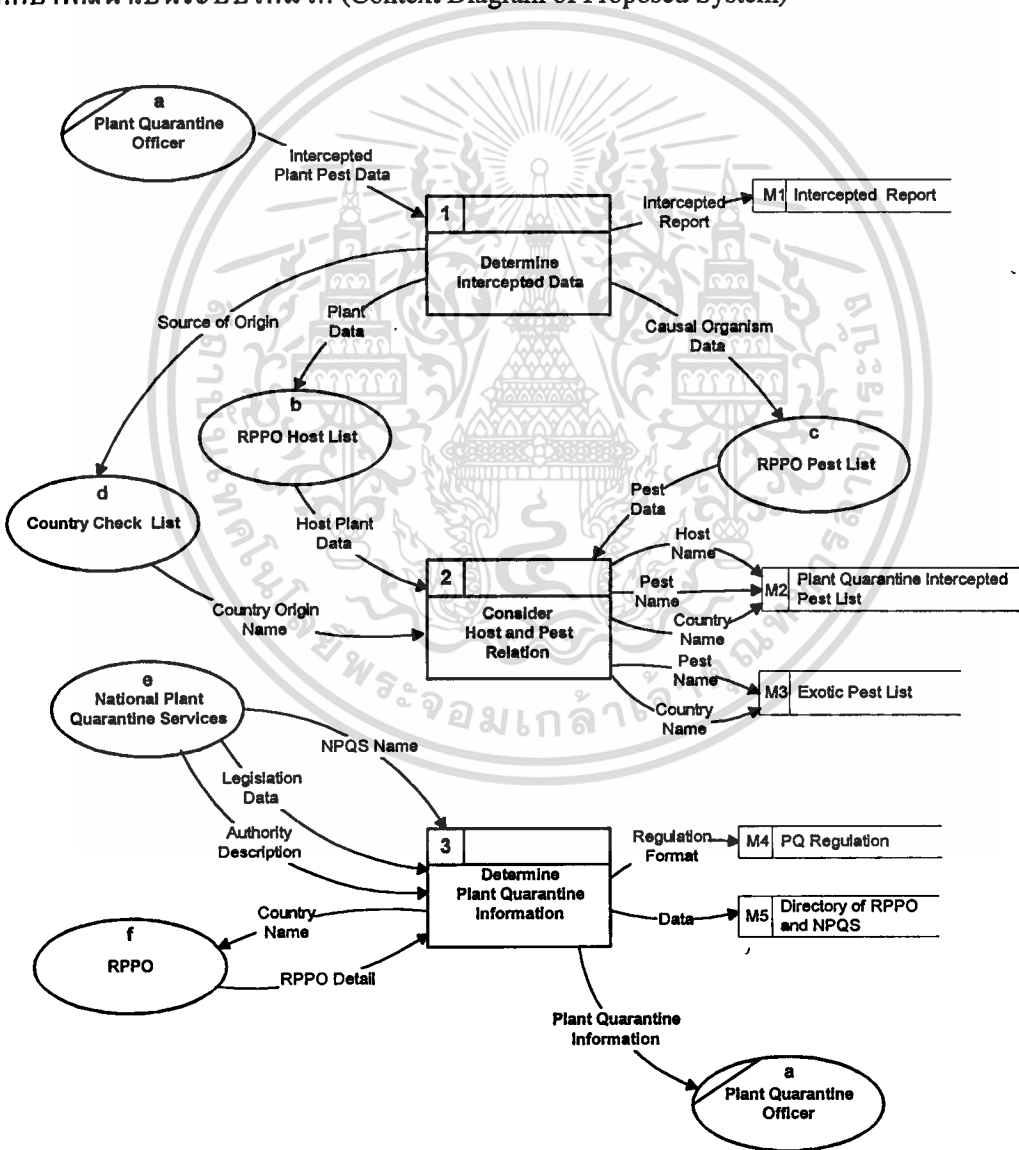 (Context Diagram of Proposed System)
a
Plant Quarantine
Officer
Intercepted
Plant Pest Data
1
Determine
Intercepted Data
Intercepted
Report
M1 Intercepted Report
Source of Origin
Plant
Data
Causal Organism
Data
b
RPPO Host List
c
RPPO Pest List
d
Country Check List
Host Plant
Data
Pest
Data
Country Origin
Name
2
Consider
Host and Pest
Relation
Host
Name
Pest
Name
Country
Name
M2 Plant Quarantine Intercepted
Pest List
Pest
Name
Country
Name
M3 Exotic Pest List
e
National Plant
Quarantine Services
NPQS Name
Legislation
Data
Authority
Description
3
Determine
Plant Quarantine
Information
Regulation
Format
M4 PQ Regulation
Data
M5 Directory of RPPO
and NPQS
Country
Name
f
RPPO
RPPO Detail
Plant Quarantine
Information
a
Plant Quarantine
Officer